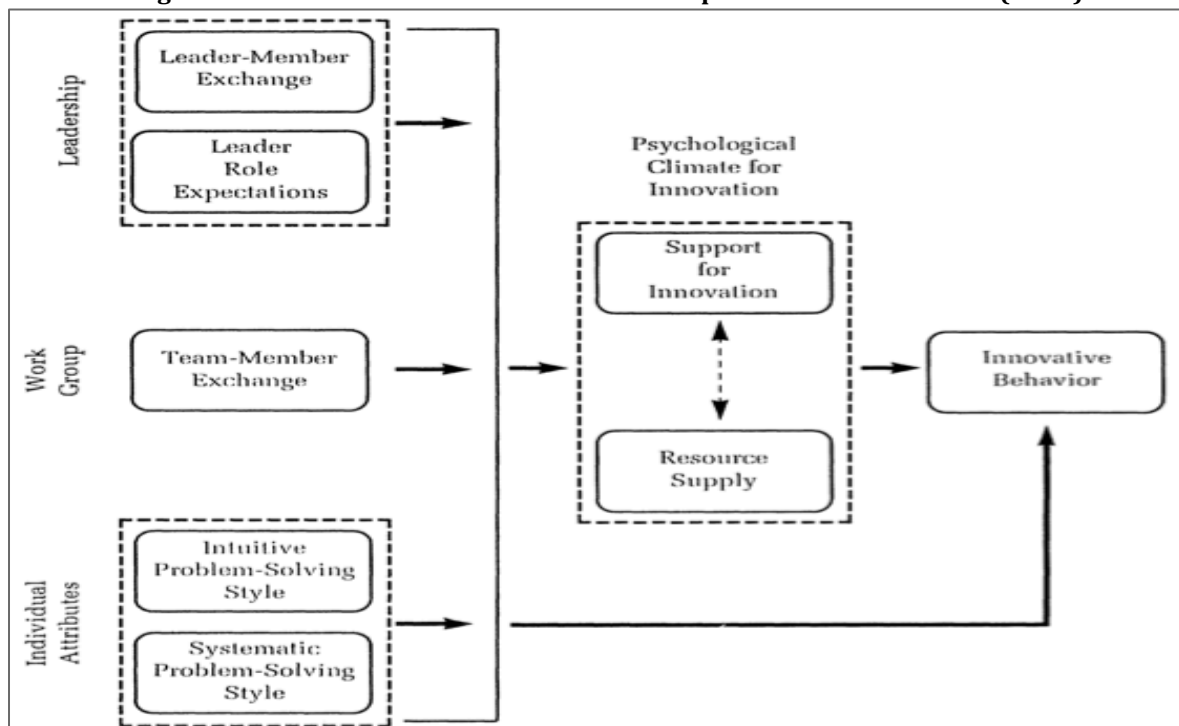 Leadership
Leader-Member
Exchange
Leader
Role
Expectations
Work
Group
Team-Member
Exchange
Individual
Attributes
Intuitive
Problem-Solving
Style
Systematic
Problem-Solving
Style
Psychological
Climate for
Innovation
Support
for
Innovation
Resource
Supply
Innovative
Behavior